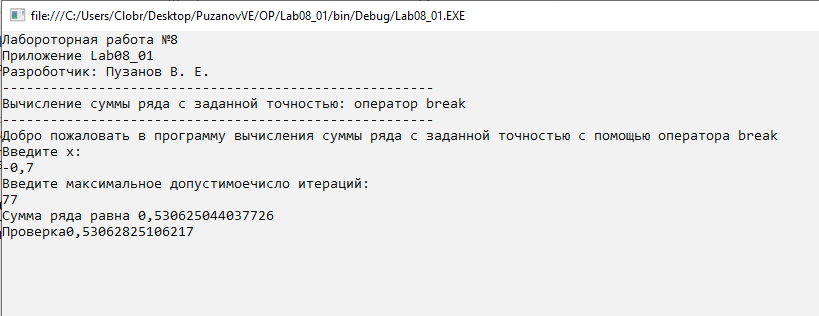 file:///C:/Users/Clobr/Desktop/PuzanovVE/OP/Lab08_01/bin/Debug/Lab08_01.EXE
Лабороторная работа №8
Приложение Lab08_01
Разроботчик: Пузанов В. Е.
------------------------------------------------------
Вычисление суммы ряда с заданной точностью: оператор break
------------------------------------------------------
Добро пожаловать в программу вычисления суммы ряда с заданной точностью с помощью оператора break
Введите x:
-0,7
Введите максимальное допустимоечисло итераций:
77
Сумма ряда равна 0,530625044037726
Проверка0,53062825106217